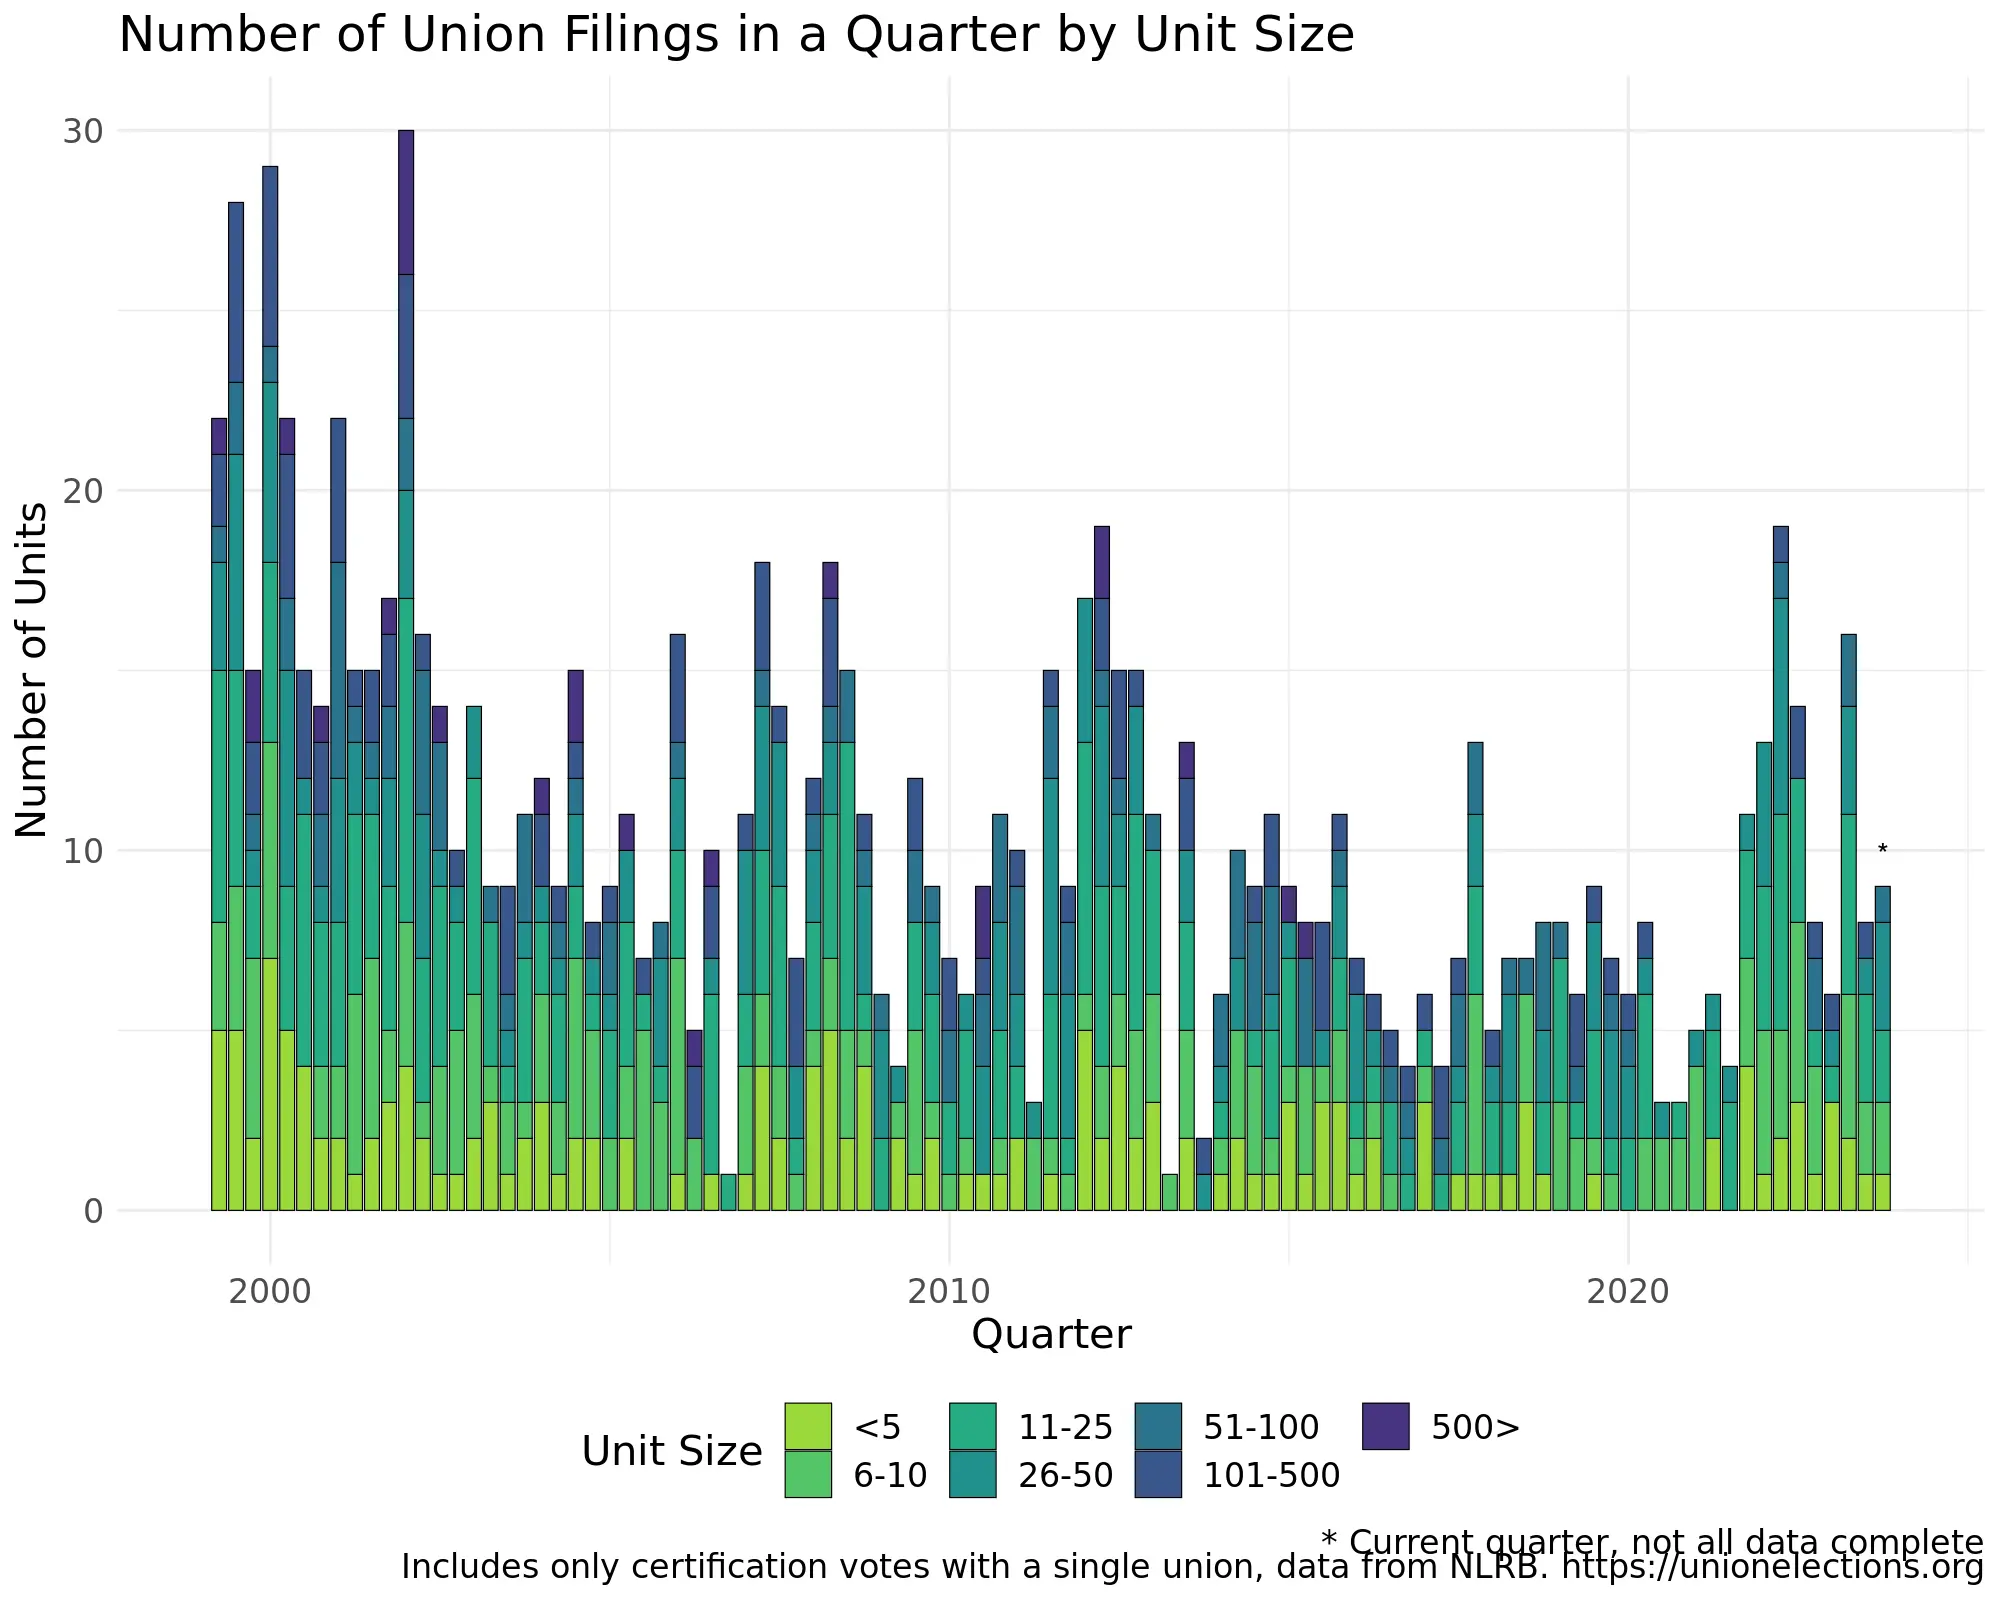 Number of Union Filings in a Quarter by Unit Size
Number of Units
30
20
10
0
*
2000 2010 2020
Quarter
Unit Size
<5 11-25 51-100 500>
6-10 26-50 101-500
* Current quarter, not all data complete
Includes only certification votes with a single union, data from NLRB. https://unionelections.org